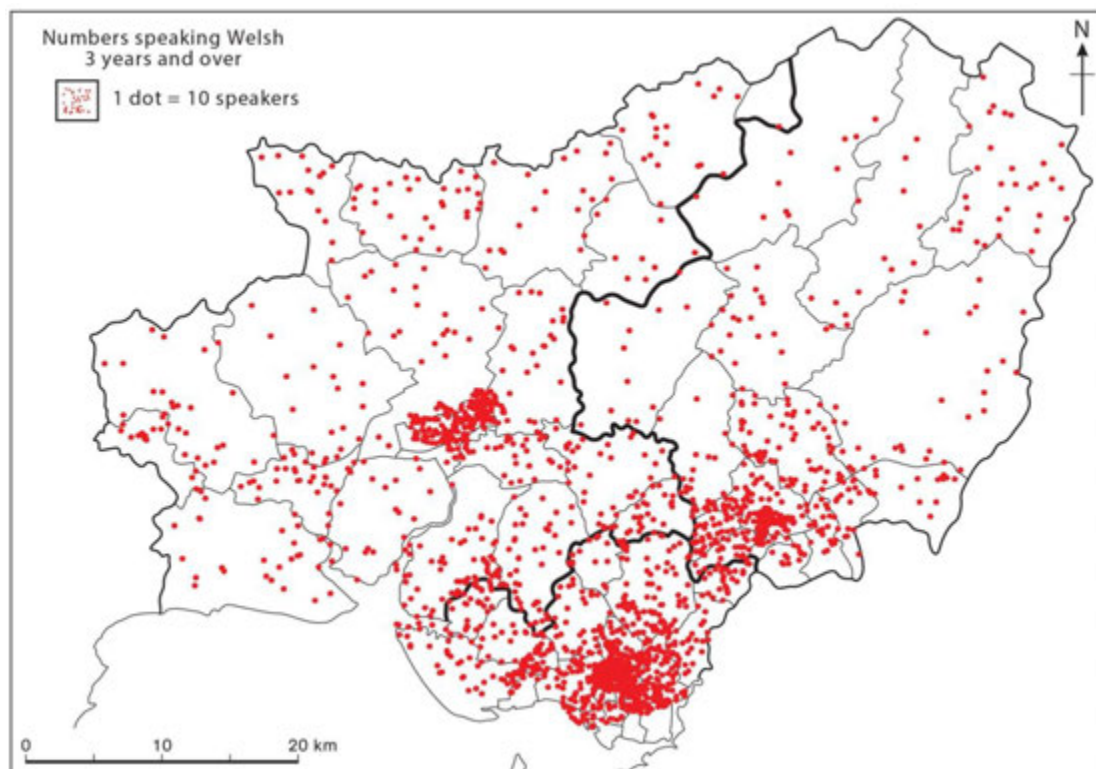 Numbers speaking Welsh
3 years and over
1 dot = 10 speakers
N
0 10 20 km